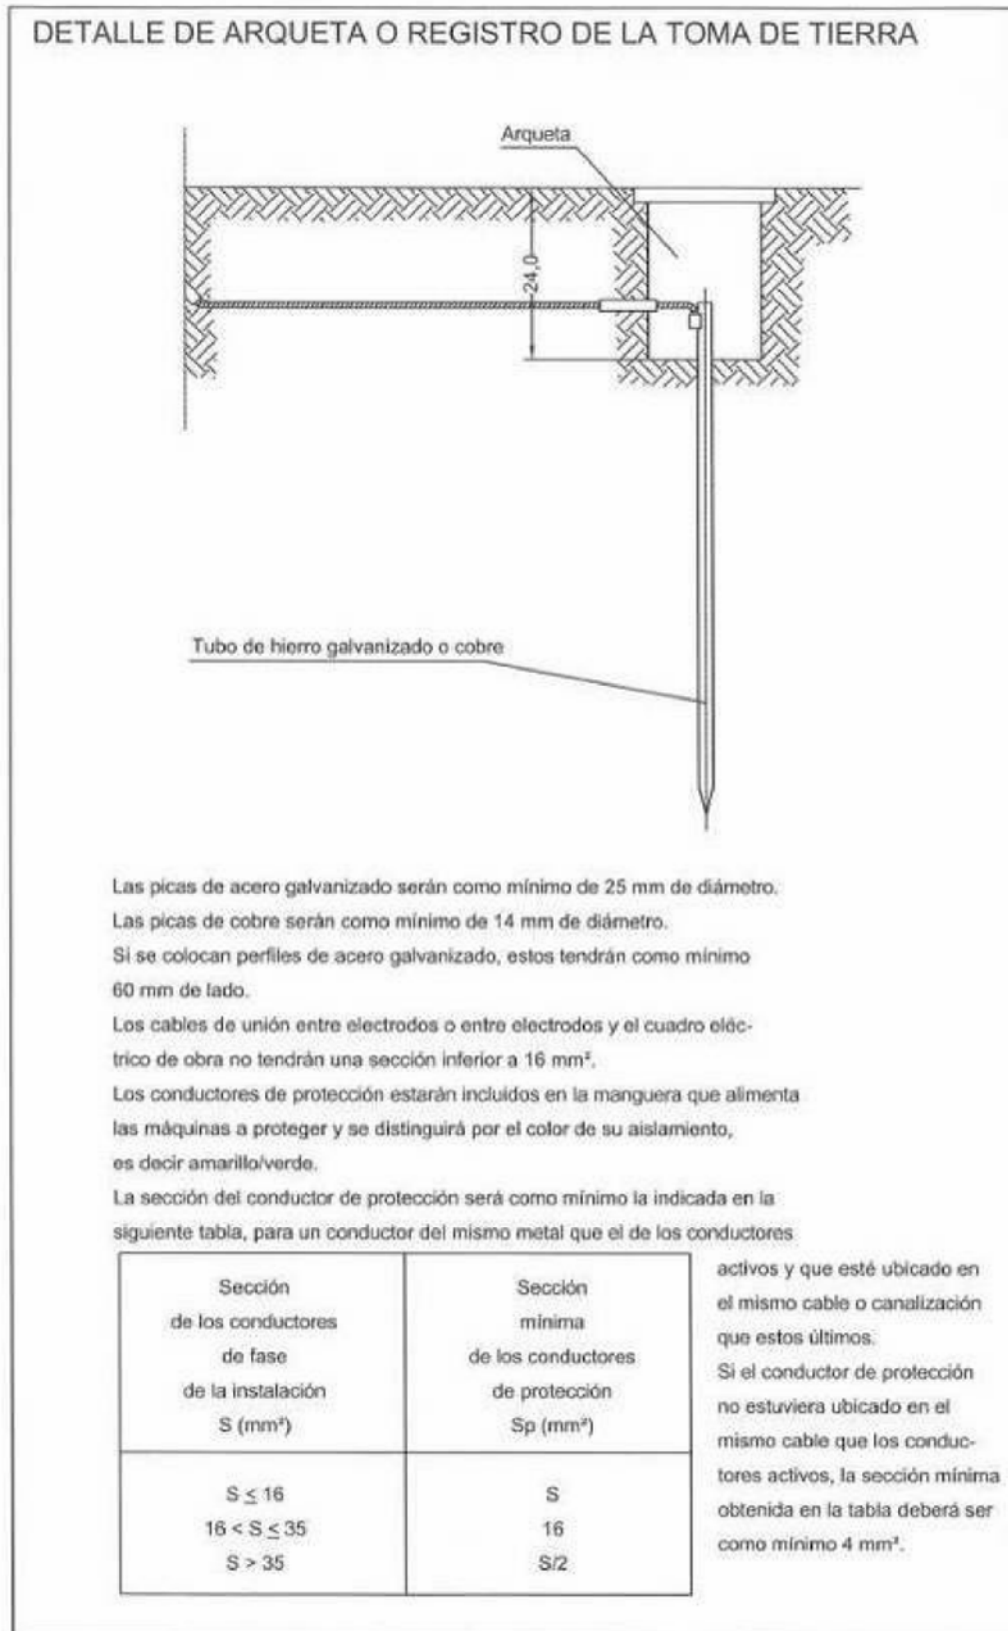 DETALLE DE ARQUETA O REGISTRO DE LA TOMA DE TIERRA
Arqueta
24,0
Tubo de hierro galvanizado o cobre
Las picas de acero galvanizado serán como mínimo de 25 mm de diámetro.
Las picas de cobre serán como mínimo de 14 mm de diámetro.
Si se colocan perfiles de acero galvanizado, estos tendrán como mínimo
60 mm de lado.
Los cables de unión entre electrodos o entre electrodos y el cuadro eléc-
trico de obra no tendrán una sección inferior a 16 mm².
Los conductores de protección estarán incluidos en la manguera que alimenta
las máquinas a proteger y se distinguirá por el color de su aislamiento,
es decir amarillo/verde.
La sección del conductor de protección será como mínimo la indicada en la
siguiente tabla, para un conductor del mismo metal que el de los conductores
Sección
de los conductores
de fase
de la instalación
S (mm²)
Sección
mínima
de los conductores
de protección
Sp (mm²)
S ≤ 16
S
16 < S ≤ 35
16
S > 35
S/2
activos y que esté ubicado en
el mismo cable o canalización
que estos últimos.
Si el conductor de protección
no estuviera ubicado en el
mismo cable que los conduc-
tores activos, la sección mínima
obtenida en la tabla deberá ser
como mínimo 4 mm².